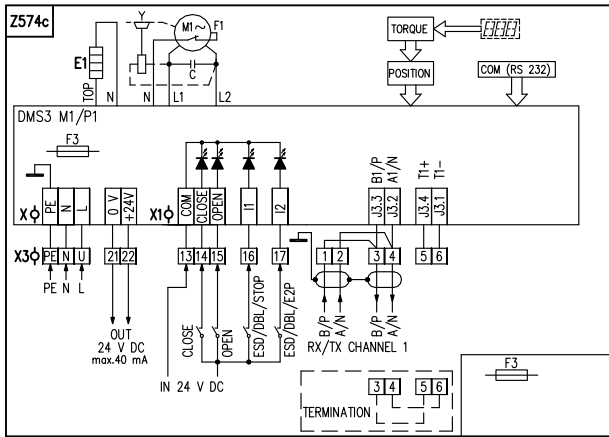 Z574c
Y
M1~
F1
E1
C
TOP
N
N
L1
L2
TORQUE
POSITION
COM (RS 232)
DMS3 M1/P1
F3
X
PE
N
L
0 V
+24V
X1
COM
CLOSE
OPEN
I1
I2
J3.3 B1/P
J3.2 A1/N
J3.4 T1+
J3.1 T1-
X3
PE N U
21 22
13 14 15
16
17
1 2
3 4
5 6
PE N L
OUT
24 V DC
max.40 mA
CLOSE
OPEN
ESD/DBL/STOP
ESD/DBL/E2P
IN 24 V DC
B/P
A/N
B/P
A/N
RX/TX CHANNEL 1
3 4
5 6
TERMINATION
F3